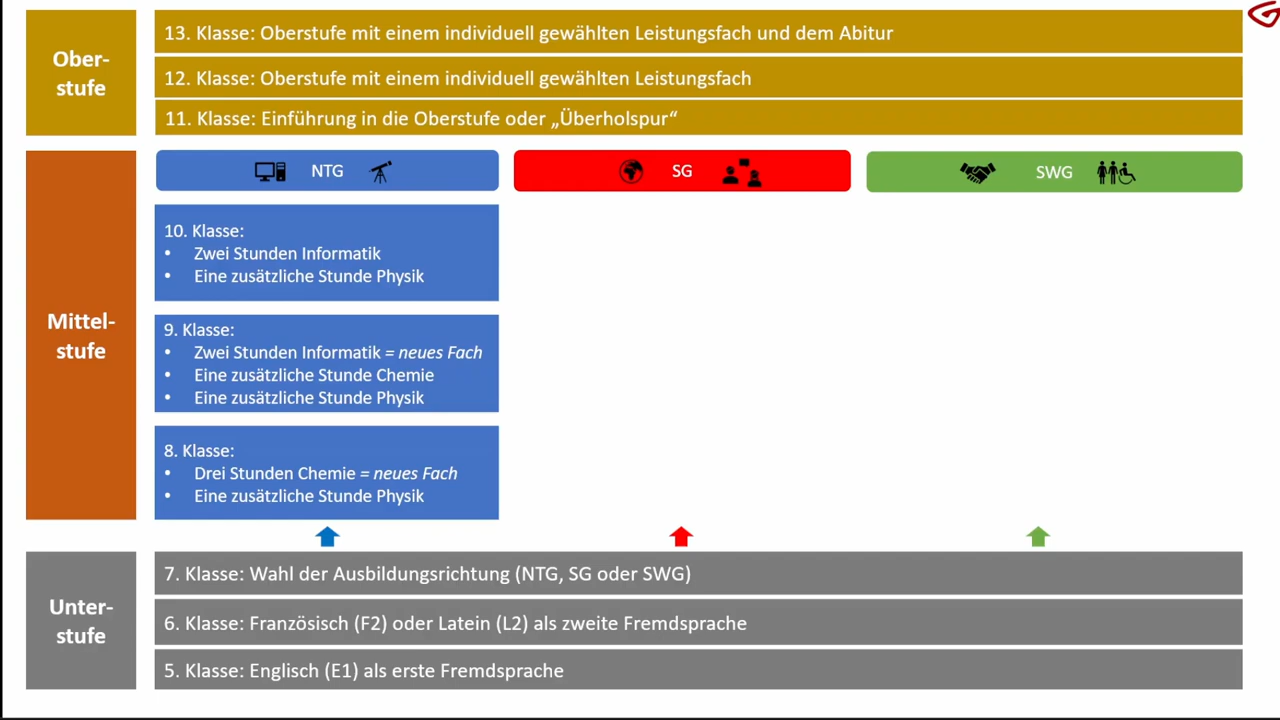 Ober-
stufe
13. Klasse: Oberstufe mit einem individuell gewählten Leistungsfach und dem Abitur
12. Klasse: Oberstufe mit einem individuell gewählten Leistungsfach
11. Klasse: Einführung in die Oberstufe oder „Überholspur“
Mittel-
stufe
NTG
SG
SWG
10. Klasse:
• Zwei Stunden Informatik
• Eine zusätzliche Stunde Physik
9. Klasse:
• Zwei Stunden Informatik = neues Fach
• Eine zusätzliche Stunde Chemie
• Eine zusätzliche Stunde Physik
8. Klasse:
• Drei Stunden Chemie = neues Fach
• Eine zusätzliche Stunde Physik
Unter-
stufe
7. Klasse: Wahl der Ausbildungsrichtung (NTG, SG oder SWG)
6. Klasse: Französisch (F2) oder Latein (L2) als zweite Fremdsprache
5. Klasse: Englisch (E1) als erste Fremdsprache